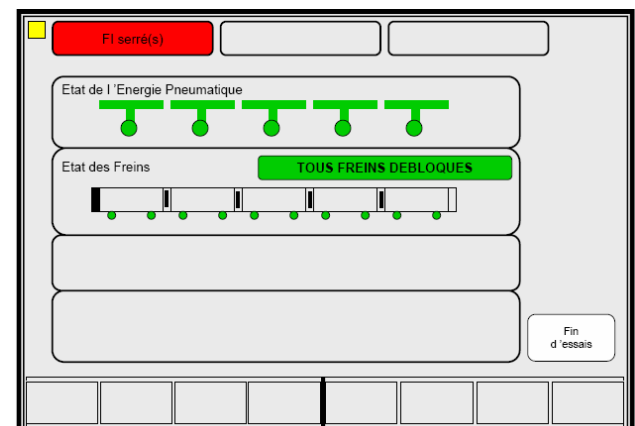 FI serré(s)
Etat de l 'Energie Pneumatique
Etat des Freins
TOUS FREINS DEBLOQUES
Fin
d 'essais